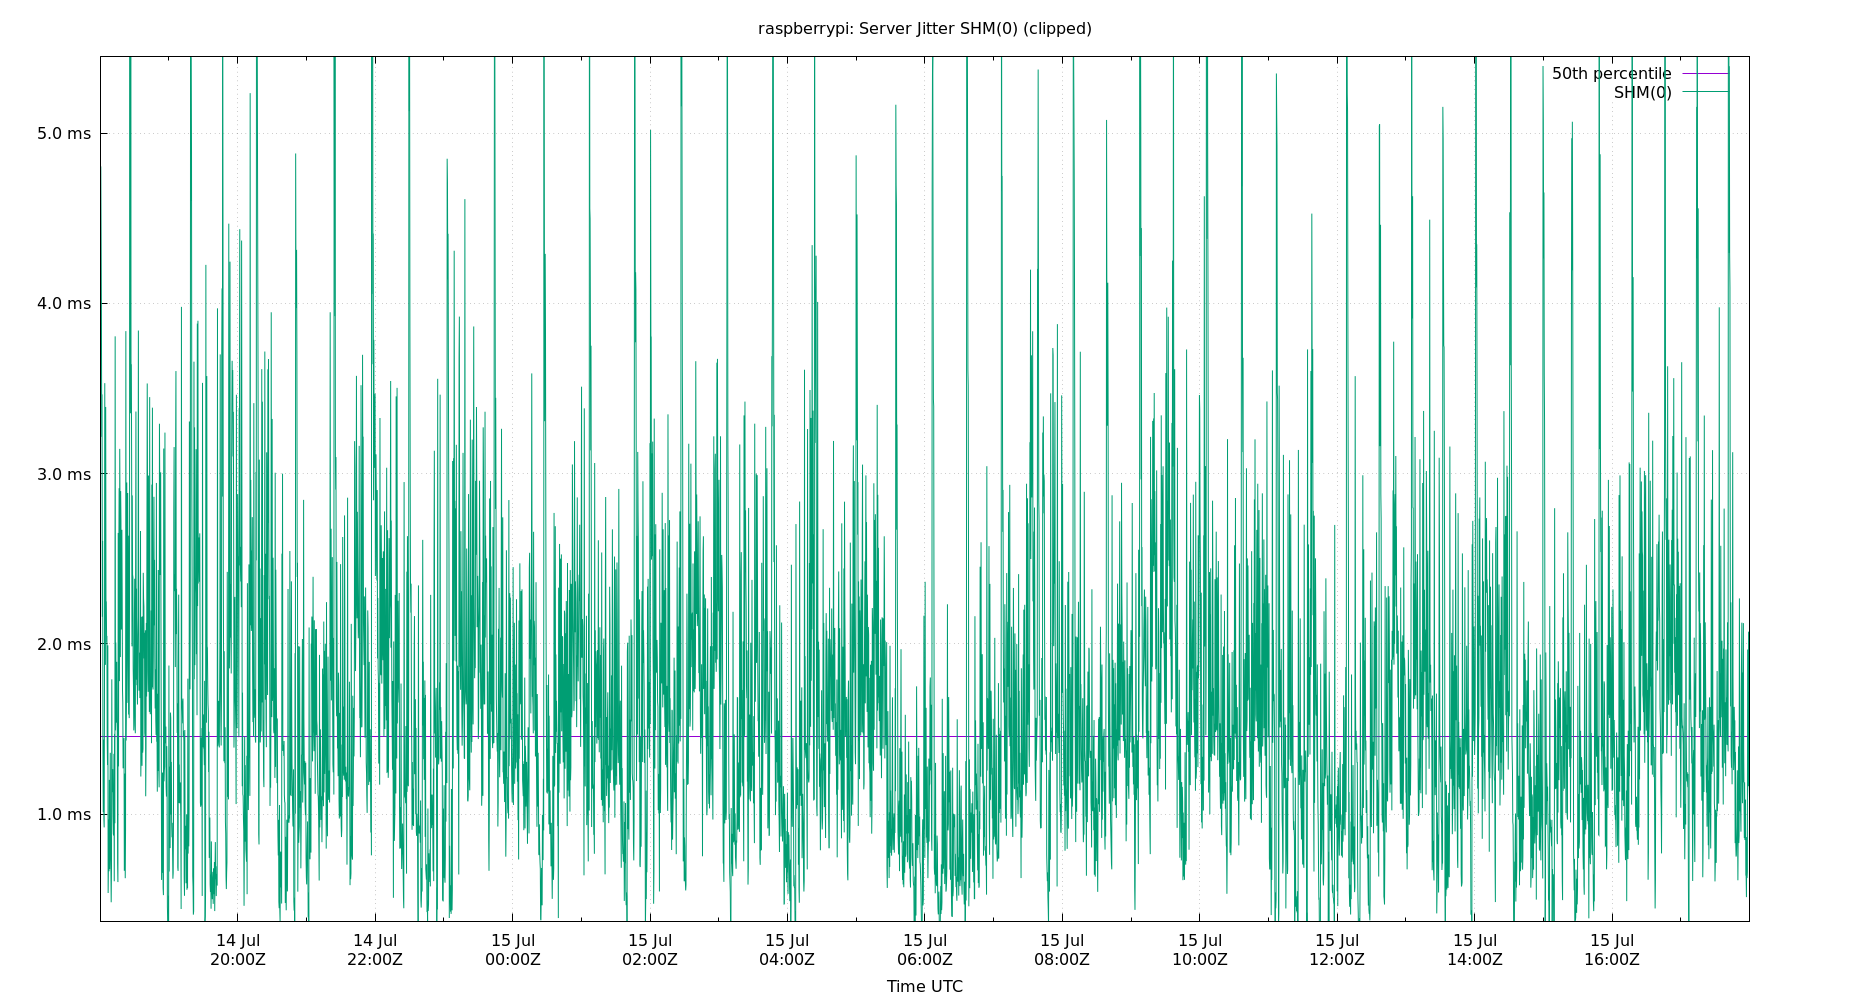 raspberrypi: Server Jitter SHM(0) (clipped)
50th percentile
SHM(0)
5.0 ms
4.0 ms
3.0 ms
2.0 ms
1.0 ms
14 Jul 14 Jul 15 Jul 15 Jul 15 Jul 15 Jul 15 Jul 15 Jul 15 Jul 15 Jul 15 Jul
20:00Z 22:00Z 00:00Z 02:00Z 04:00Z 06:00Z 08:00Z 10:00Z 12:00Z 14:00Z 16:00Z
Time UTC